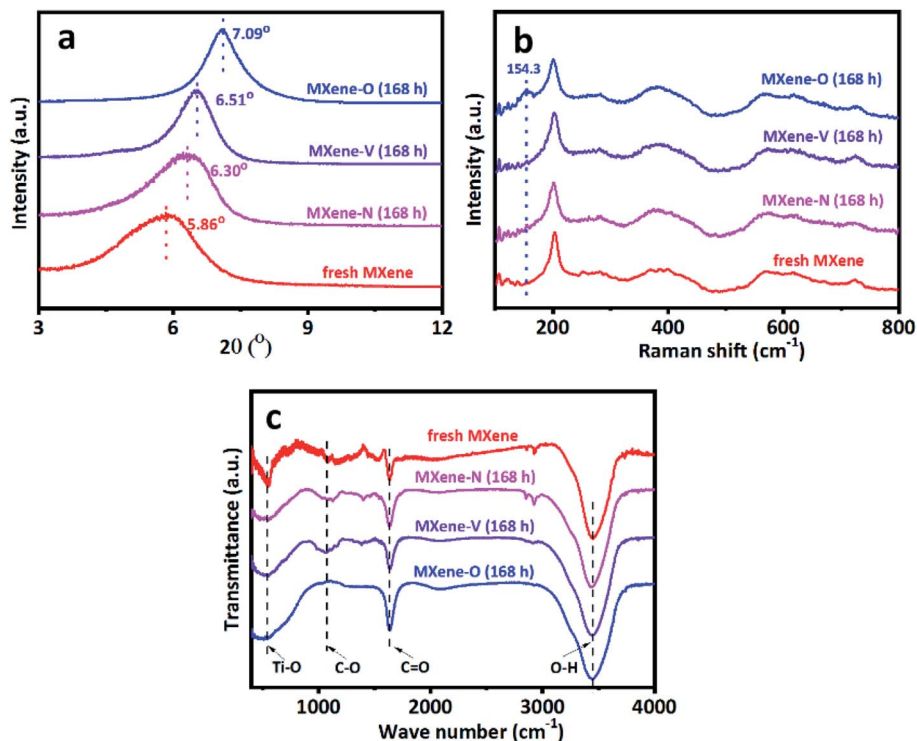 a
7.09°
MXene-O (168 h)
6.51°
MXene-V (168 h)
6.30°
MXene-N (168 h)
5.86°
fresh MXene
Intensity (a.u.)
3 6 9 12
2θ (°)
b
154.3
MXene-O (168 h)
MXene-V (168 h)
MXene-N (168 h)
fresh MXene
Intensity (a.u.)
200 400 600 800
Raman shift (cm⁻¹)
c
fresh MXene
MXene-N (168 h)
MXene-V (168 h)
MXene-O (168 h)
Ti-O C-O C=O O-H
Transmittance (a.u.)
1000 2000 3000 4000
Wave number (cm⁻¹)